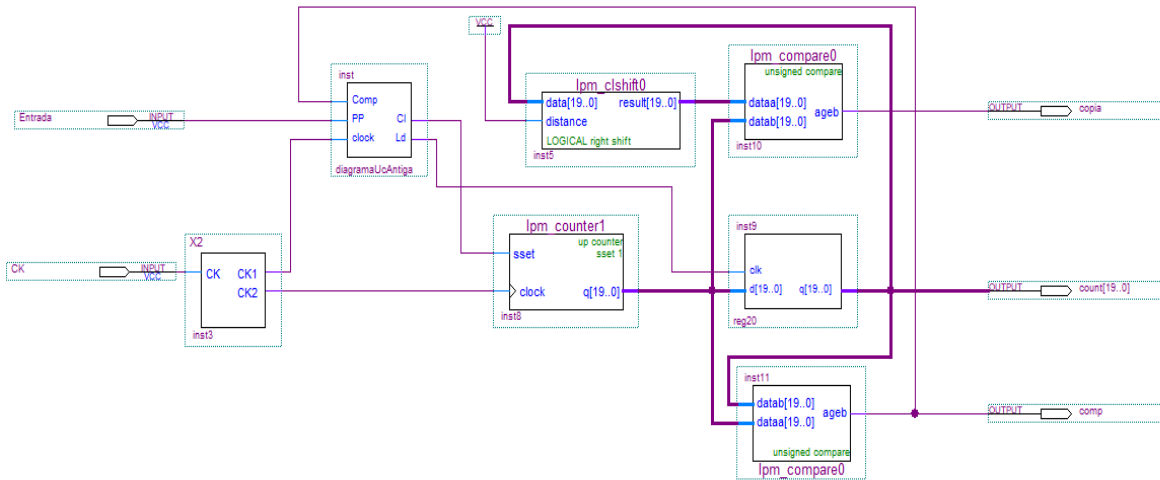 VCC
inst
Comp
PP
clock
Cl
Ld
diagramaUcAntiga
Entrada
INPUT
VCC
lpm_clshift0
data[19..0]
result[19..0]
distance
LOGICAL right shift
inst5
lpm_compare0
unsigned compare
dataa[19..0]
datab[19..0]
ageb
inst10
OUTPUT
copia
X2
CK
CK1
CK2
inst3
CK
INPUT
VCC
lpm_counter1
up counter
sset 1
sset
clock
q[19..0]
inst8
inst9
clk
d[19..0]
q[19..0]
reg20
OUTPUT
count[19..0]
inst11
datab[19..0]
dataa[19..0]
ageb
unsigned compare
lpm_compare0
OUTPUT
comp